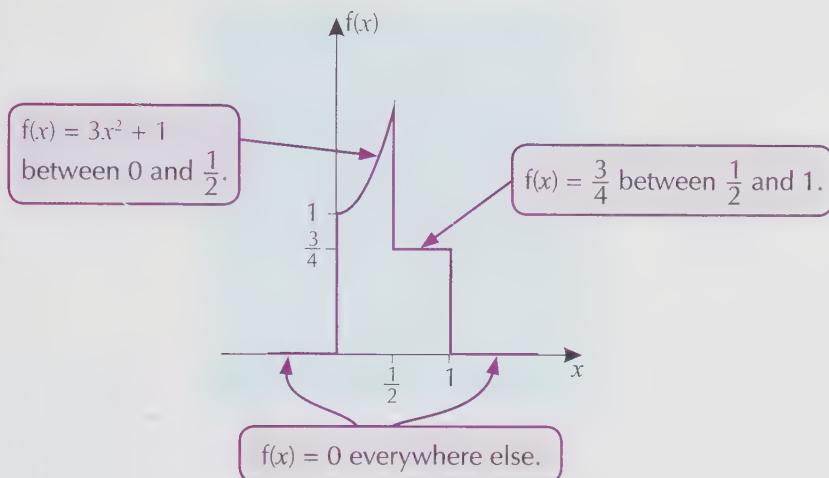 f(x)
f(x) = 3x² + 1
between 0 and 1/2.
f(x) = 3/4 between 1/2 and 1.
1
3/4
1/2 1 x
f(x) = 0 everywhere else.